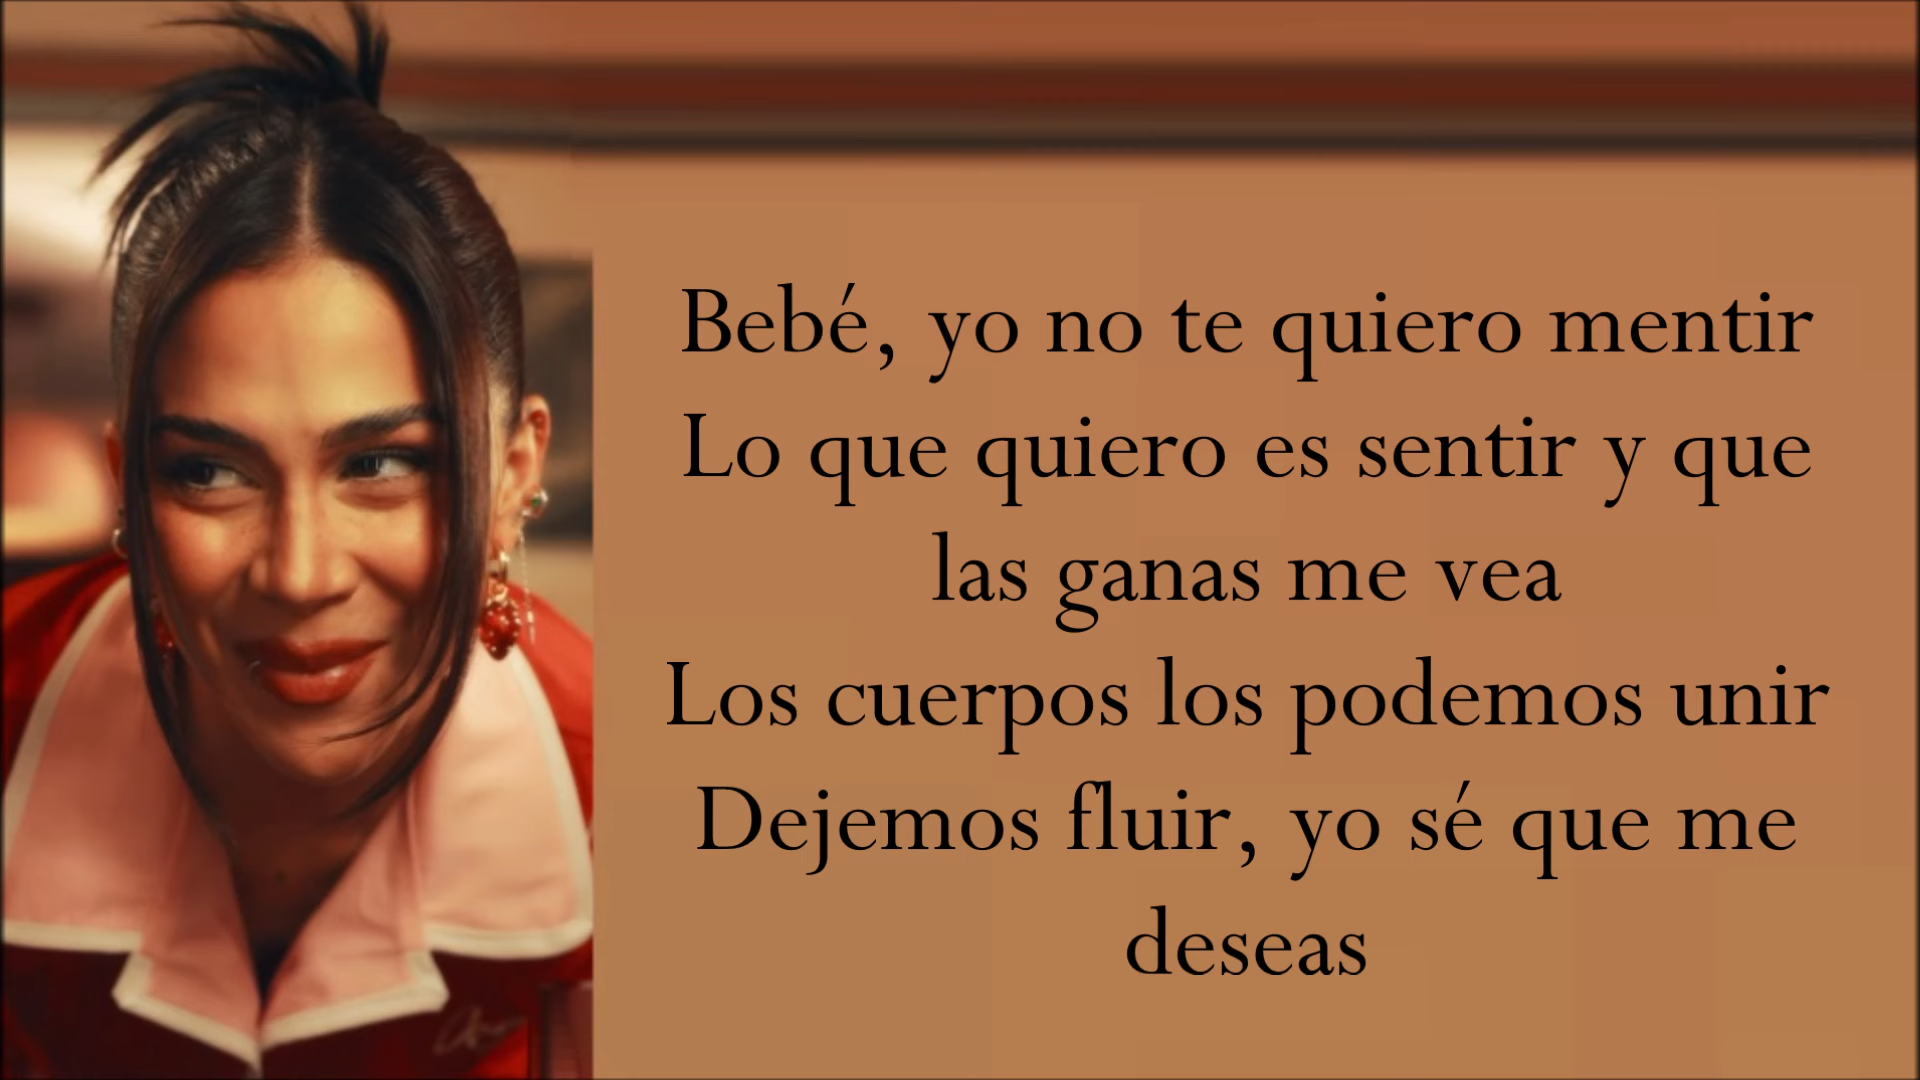 Bebé, yo no te quiero mentir
Lo que quiero es sentir y que
las ganas me vea
Los cuerpos los podemos unir
Dejemos fluir, yo sé que me
deseas